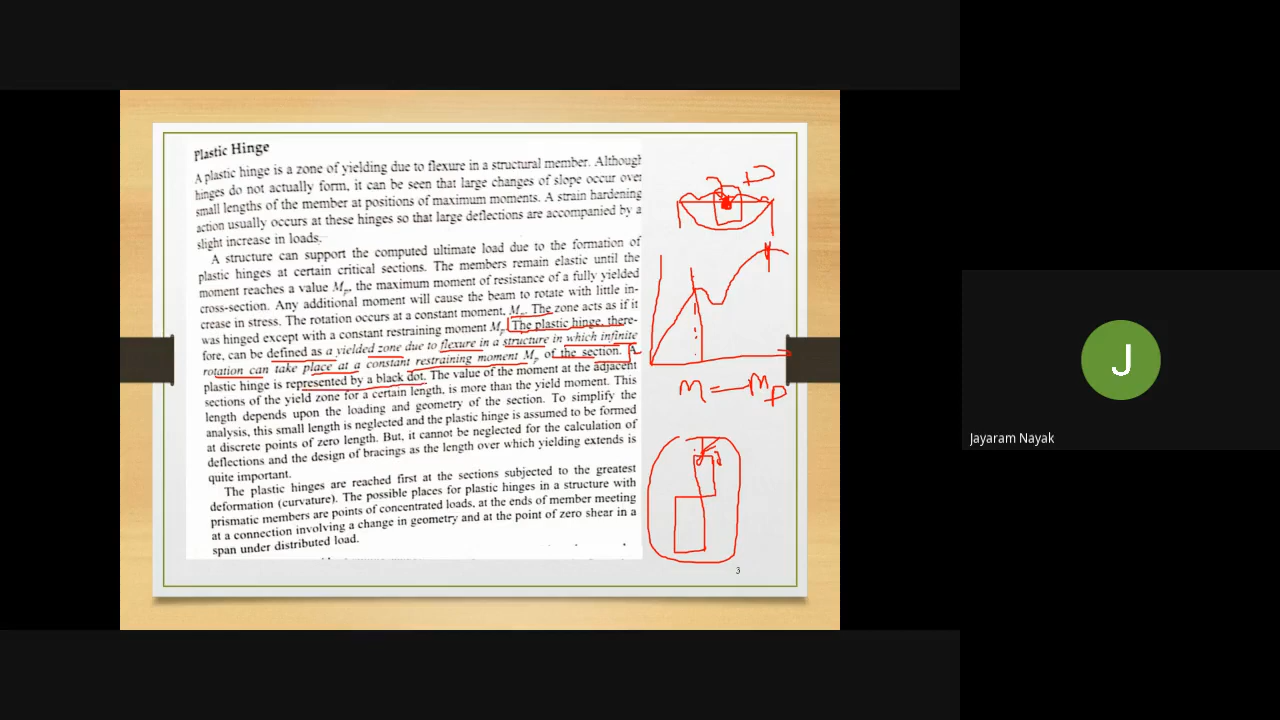 Plastic Hinge
A plastic hinge is a zone of yielding due to flexure in a structural member. Although
hinges do not actually form, it can be seen that large changes of slope occur over
small lengths of the member at positions of maximum moments. A strain hardening
action usually occurs at these hinges so that large deflections are accompanied by a
slight increase in loads.
A structure can support the computed ultimate load due to the formation of
plastic hinges at certain critical sections. The members remain elastic until the
moment reaches a value Mp, the maximum moment of resistance of a fully yielded
cross-section. Any additional moment will cause the beam to rotate with little in-
crease in stress. The rotation occurs at a constant moment, Mp. The zone acts as if it
was hinged except with a constant restraining moment Mp. The plastic hinge, there-
fore, can be defined as a yielded zone due to flexure in a structure in which infinite
rotation can take place at a constant restraining moment Mp of the section. A
plastic hinge is represented by a black dot. The value of the moment at the adjacent
sections of the yield zone for a certain length, is more than the yield moment. This
length depends upon the loading and geometry of the section. To simplify the
analysis, this small length is neglected and the plastic hinge is assumed to be formed
at discrete points of zero length. But, it cannot be neglected for the calculation of
deflections and the design of bracings as the length over which yielding extends is
quite important.
The plastic hinges are reached first at the sections subjected to the greatest
deformation (curvature). The possible places for plastic hinges in a structure with
prismatic members are points of concentrated loads, at the ends of member meeting
at a connection involving a change in geometry and at the point of zero shear in a
span under distributed load.
M = Mp
3
J
Jayaram Nayak